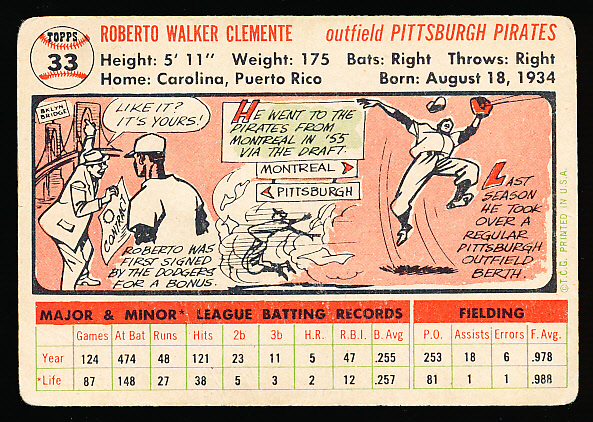 TOPPS
33
ROBERTO WALKER CLEMENTE outfield PITTSBURGH PIRATES
Height: 5' 11" Weight: 175 Bats: Right Throws: Right
Home: Carolina, Puerto Rico Born: August 18, 1934
BKLYN
BRIDGE
LIKE IT?
IT'S YOURS!
CONTRACT
ROBERTO WAS
FIRST SIGNED
BY THE DODGERS
FOR A BONUS.
HE WENT TO THE
PIRATES FROM
MONTREAL IN '55
VIA THE DRAFT.
MONTREAL
PITTSBURGH
LAST
SEASON
HE TOOK
OVER A
REGULAR
PITTSBURGH
OUTFIELD
BERTH.
©T.C.G. PRINTED IN U.S.A.
MAJOR & MINOR* LEAGUE BATTING RECORDS FIELDING
Games At Bat Runs Hits 2b 3b H.R. R.B.I. B. Avg P.O. Assists Errors F. Avg.
Year 124 474 48 121 23 11 5 47 .255 253 18 6 .978
*Life 87 148 27 38 5 3 2 12 .257 81 1 1 .988